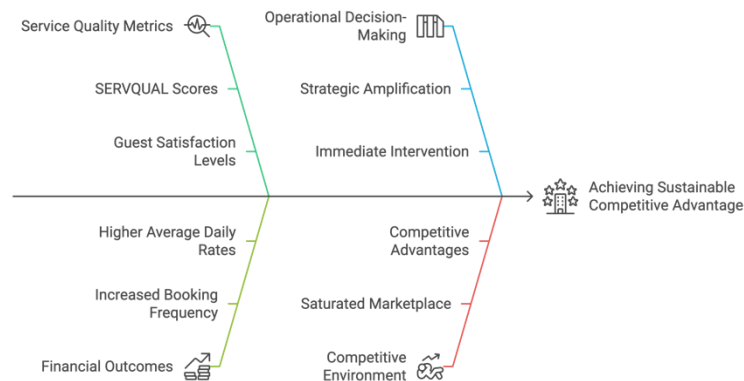 Service Quality Metrics
SERVQUAL Scores
Guest Satisfaction
Levels
Operational Decision-
Making
Strategic Amplification
Immediate Intervention
Achieving Sustainable
Competitive Advantage
Higher Average Daily
Rates
Increased Booking
Frequency
Financial Outcomes
Competitive
Advantages
Saturated Marketplace
Competitive
Environment